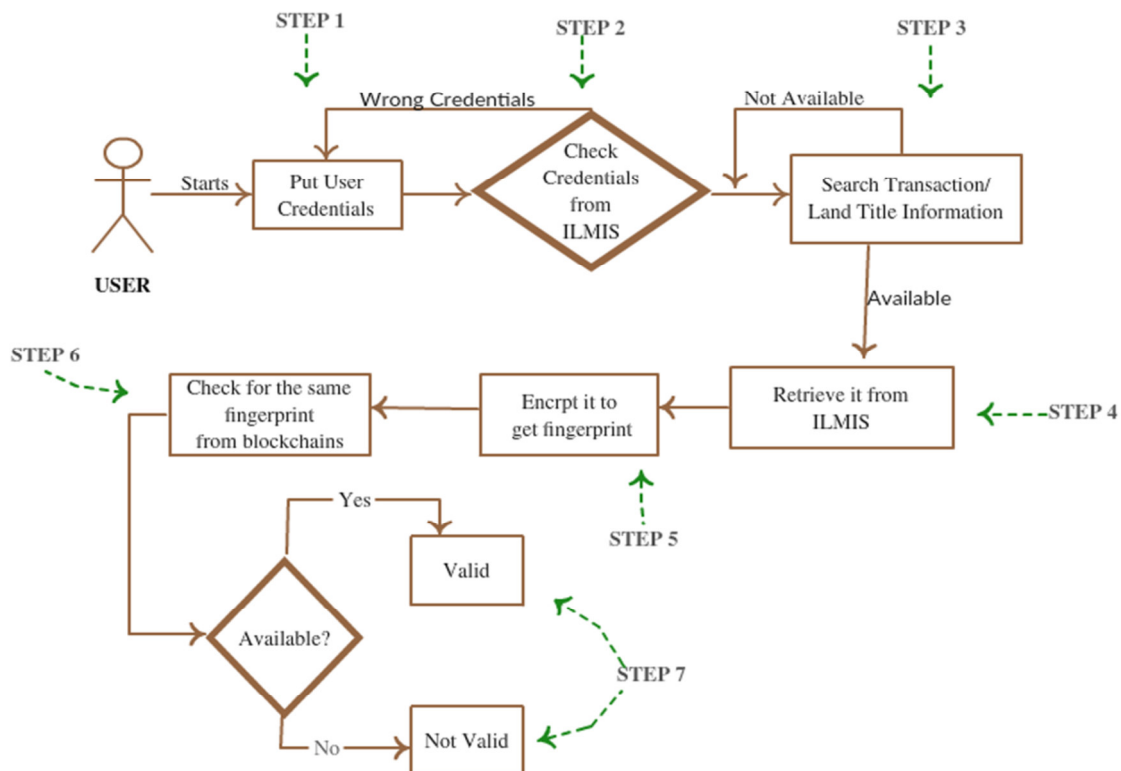 STEP 1
STEP 2
STEP 3
Wrong Credentials
Not Available
Starts
Put User
Credentials
Check
Credentials
from
ILMIS
Search Transaction/
Land Title Information
USER
Available
STEP 6
Check for the same
fingerprint
from blockchains
Encrpt it to
get fingerprint
Retrieve it from
ILMIS
STEP 4
STEP 5
Yes
Valid
Available?
STEP 7
No
Not Valid